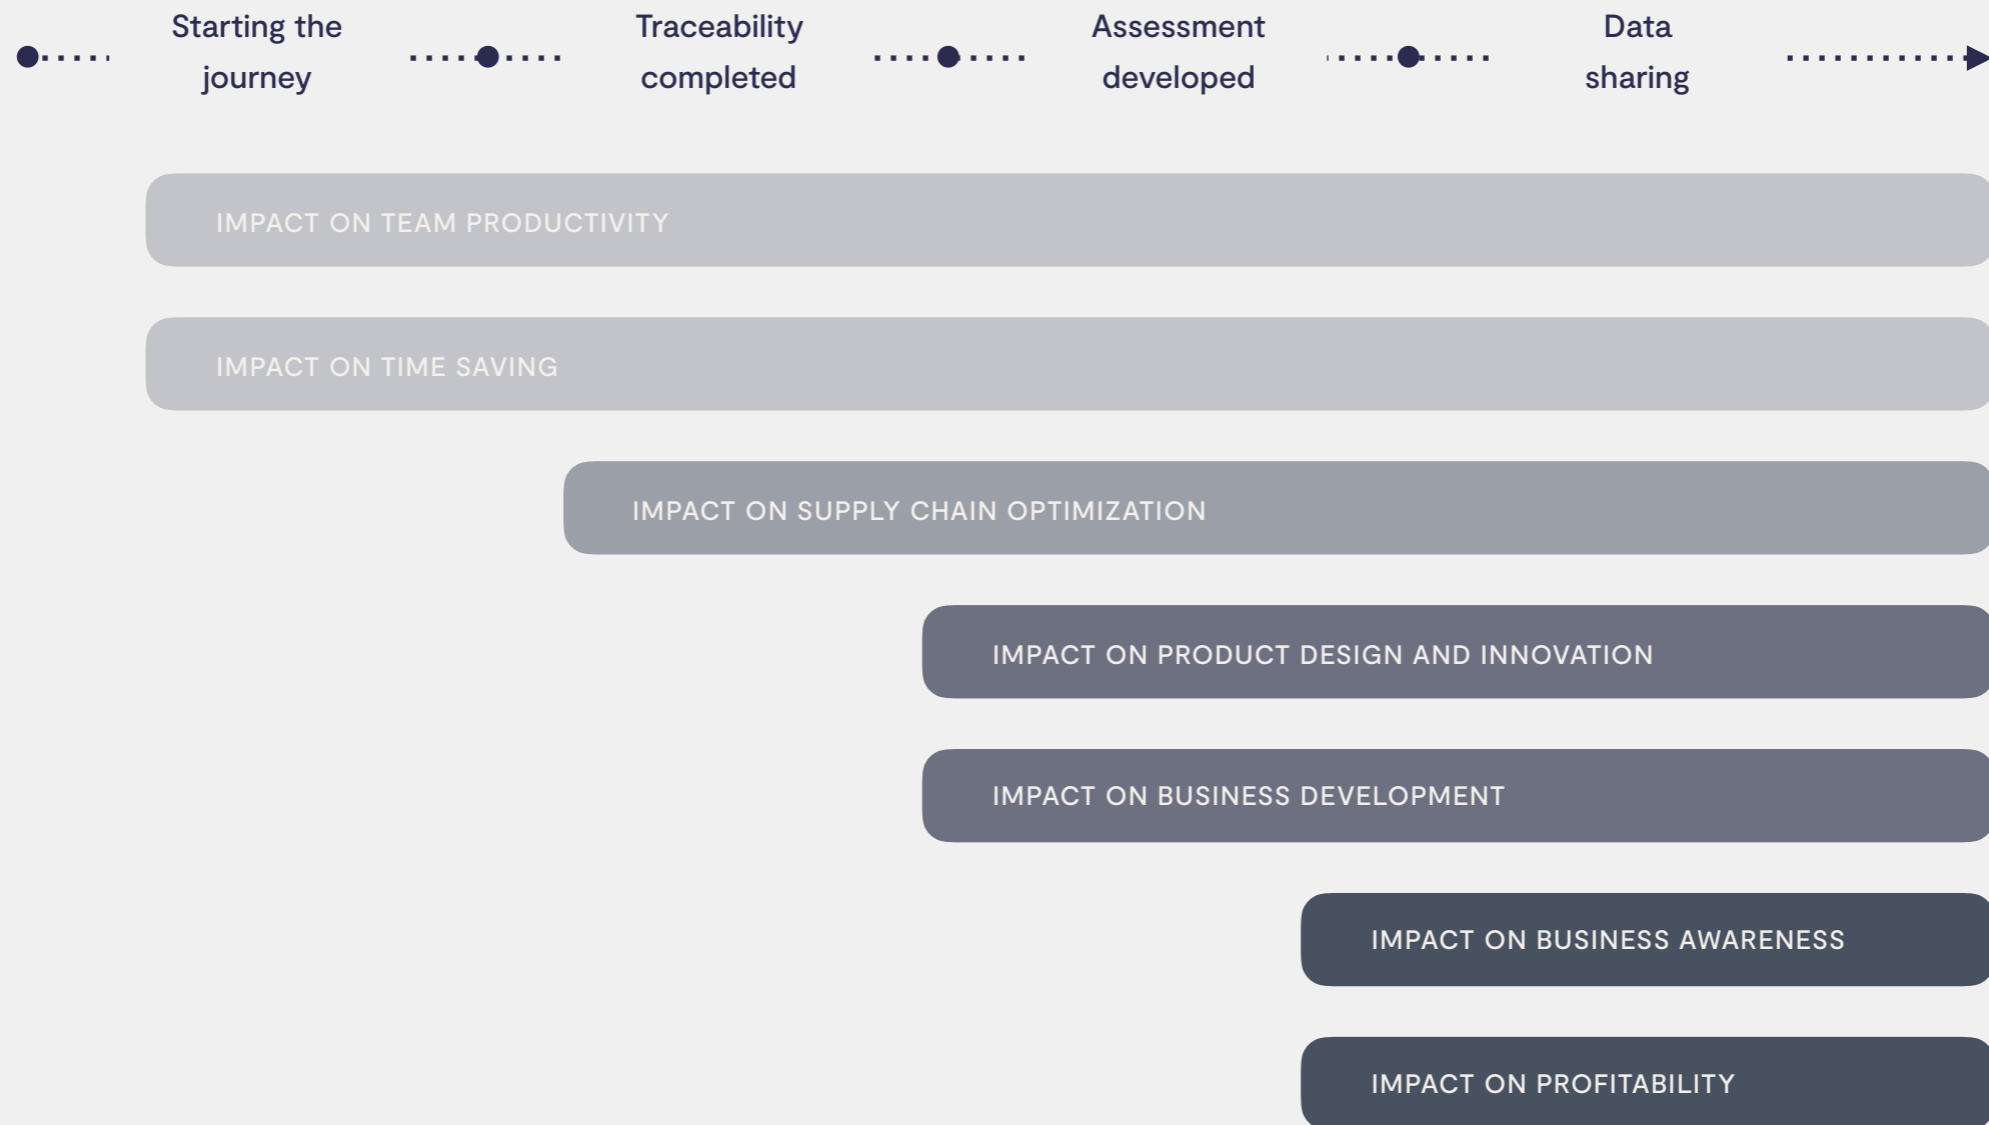 Starting the
journey
Traceability
completed
Assessment
developed
Data
sharing
IMPACT ON TEAM PRODUCTIVITY
IMPACT ON TIME SAVING
IMPACT ON SUPPLY CHAIN OPTIMIZATION
IMPACT ON PRODUCT DESIGN AND INNOVATION
IMPACT ON BUSINESS DEVELOPMENT
IMPACT ON BUSINESS AWARENESS
IMPACT ON PROFITABILITY